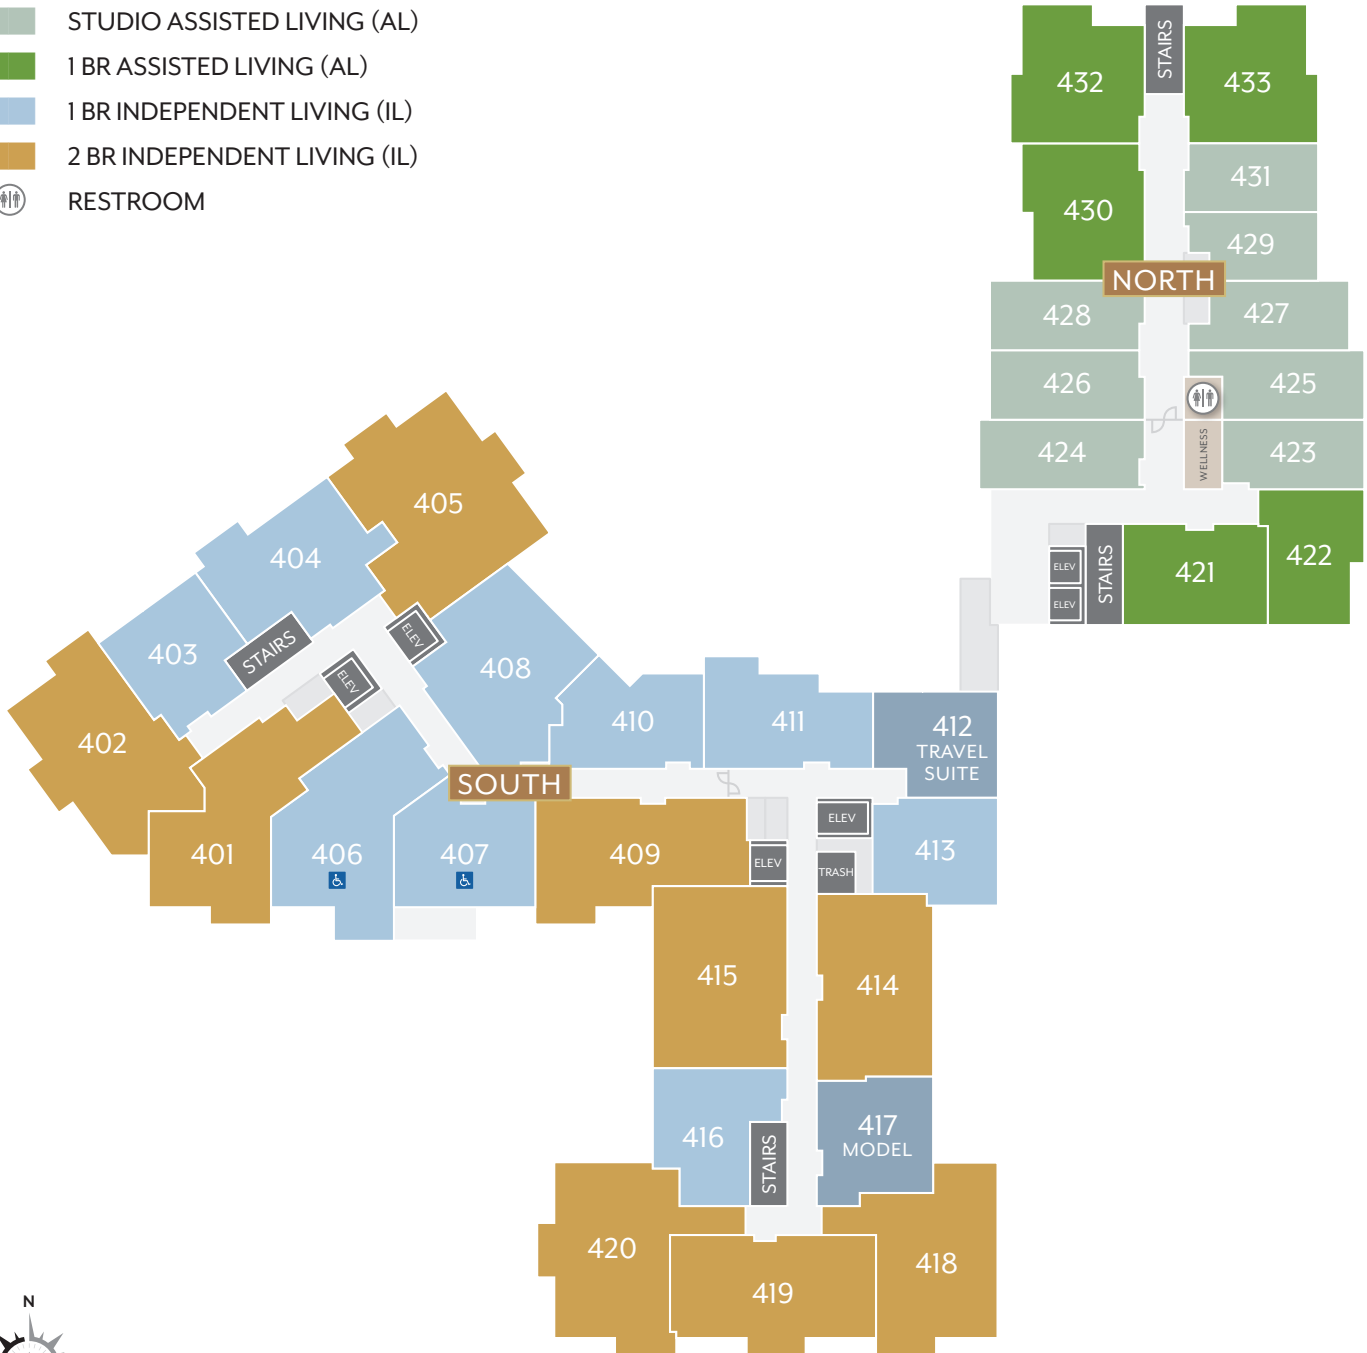 STUDIO ASSISTED LIVING (AL)
1 BR ASSISTED LIVING (AL)
1 BR INDEPENDENT LIVING (IL)
2 BR INDEPENDENT LIVING (IL)
RESTROOM
STAIRS
432
433
431
430
429
NORTH
428
427
426
425
424
WELLNESS
423
ELEV
ELEV
STAIRS
421
422
405
404
403
STAIRS
ELEV
ELEV
408
402
410
411
412
TRAVEL
SUITE
SOUTH
401
406
407
409
ELEV
ELEV
TRASH
413
415
414
416
STAIRS
417
MODEL
420
419
418
N